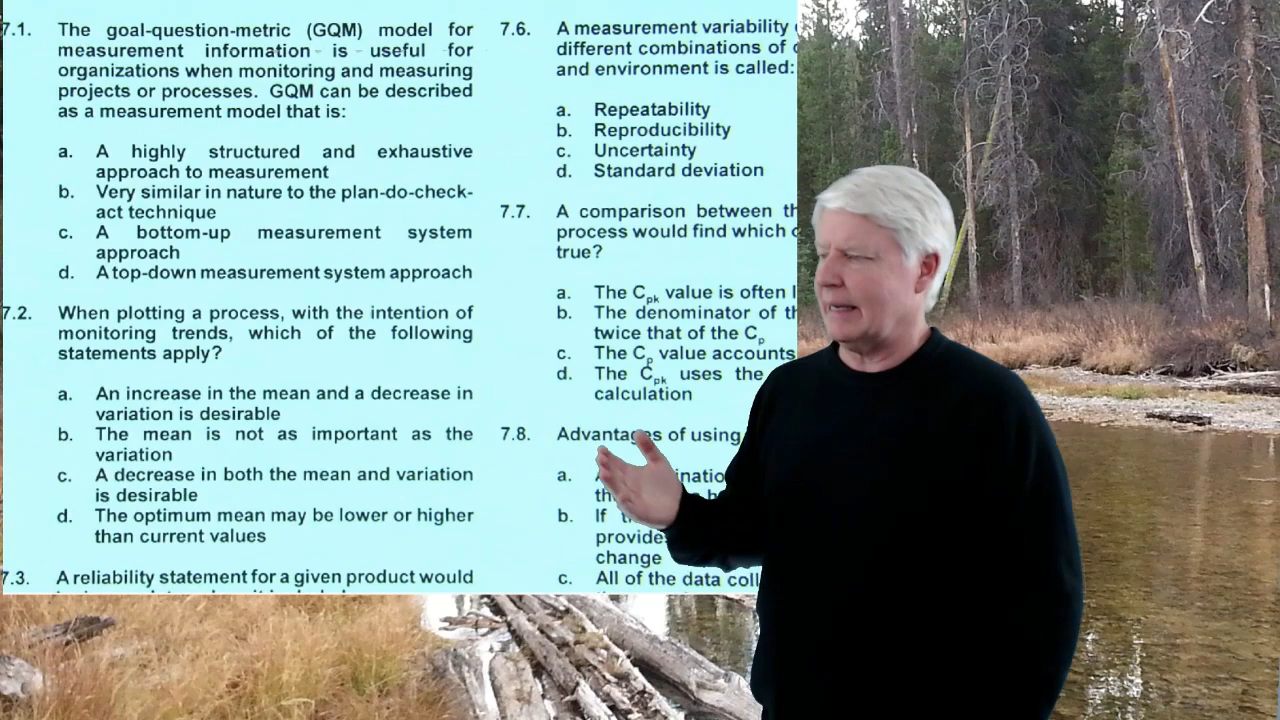 7.1. The goal-question-metric (GQM) model for
measurement information is useful for
organizations when monitoring and measuring
projects or processes. GQM can be described
as a measurement model that is:
a. A highly structured and exhaustive
approach to measurement
b. Very similar in nature to the plan-do-check-
act technique
c. A bottom-up measurement system
approach
d. A top-down measurement system approach
7.2. When plotting a process, with the intention of
monitoring trends, which of the following
statements apply?
a. An increase in the mean and a decrease in
variation is desirable
b. The mean is not as important as the
variation
c. A decrease in both the mean and variation
is desirable
d. The optimum mean may be lower or higher
than current values
7.3. A reliability statement for a given product would
7.6. A measurement variability
different combinations of
and environment is called:
a. Repeatability
b. Reproducibility
c. Uncertainty
d. Standard deviation
7.7. A comparison between
process would find which
true?
a. The Cpk value is often
b. The denominator of
twice that of the Cp
c. The Cp value accounts
d. The Cpk uses the
calculation
7.8. Advantages of using
a.
b. If
change
c. All of the data